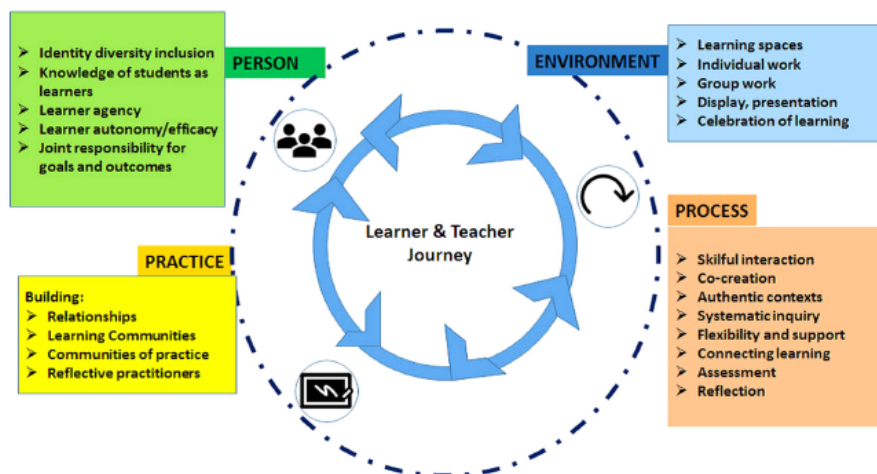 PERSON
Identity diversity inclusion
Knowledge of students as
learners
Learner agency
Learner autonomy/efficacy
Joint responsibility for
goals and outcomes
ENVIRONMENT
Learning spaces
Individual work
Group work
Display, presentation
Celebration of learning
Learner & Teacher
Journey
PRACTICE
Building:
Relationships
Learning Communities
Communities of practice
Reflective practitioners
PROCESS
Skilful interaction
Co-creation
Authentic contexts
Systematic inquiry
Flexibility and support
Connecting learning
Assessment
Reflection